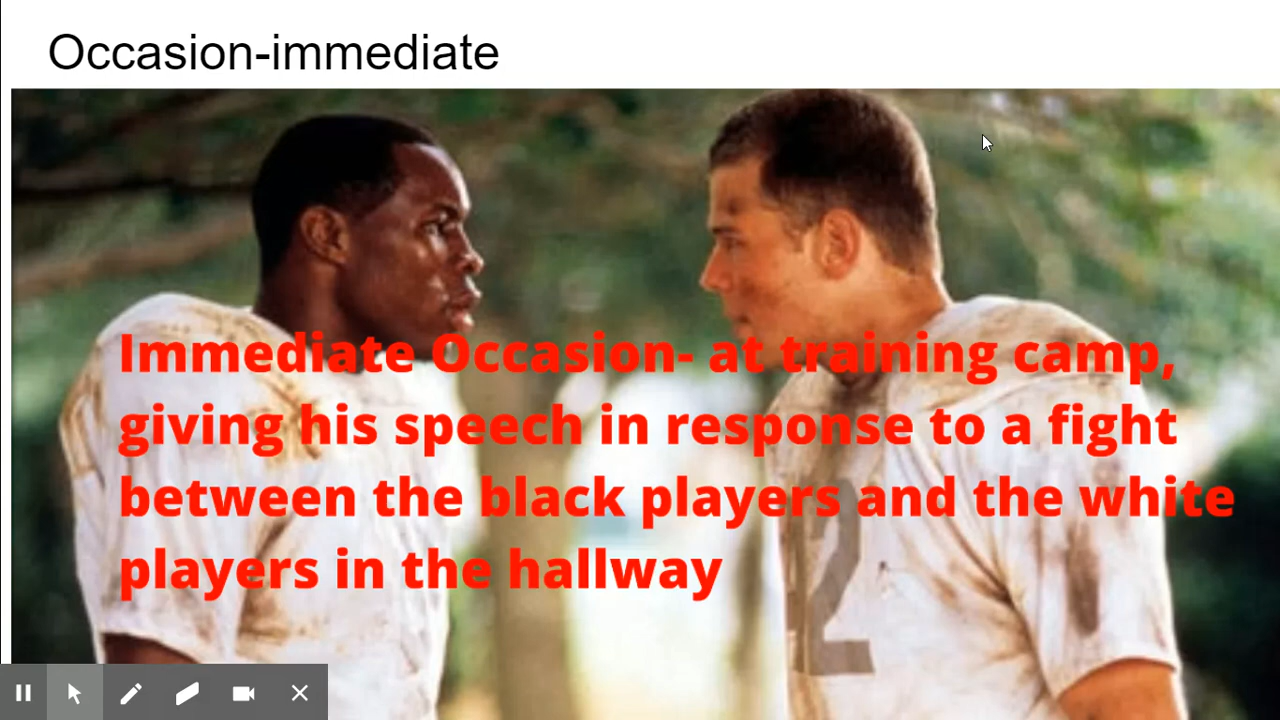 Occasion-immediate
Immediate Occasion- at training camp,
giving his speech in response to a fight
between the black players and the white
players in the hallway
2